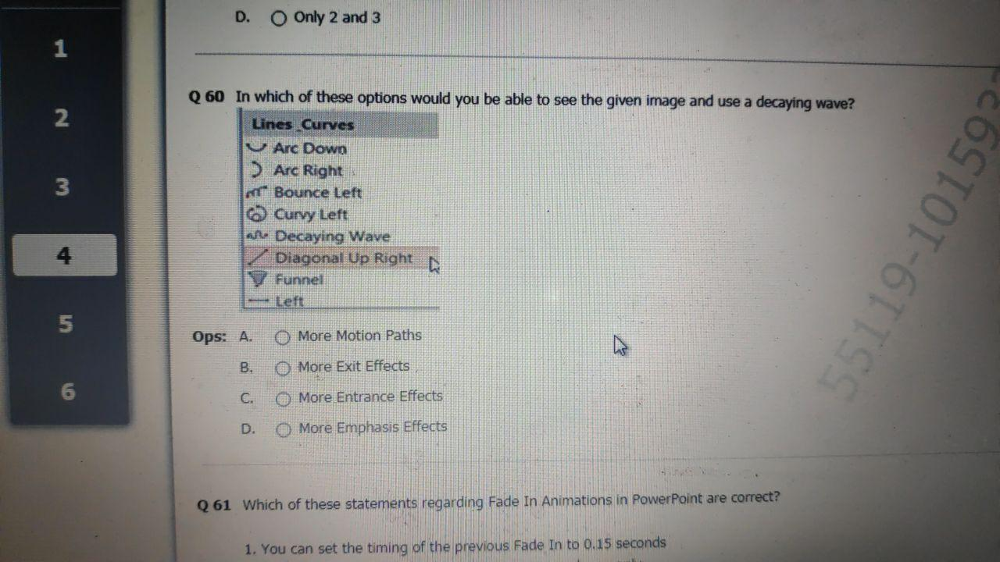 D. Only 2 and 3
1
2
3
4
5
6
Q 60 In which of these options would you be able to see the given image and use a decaying wave?
Lines_Curves
Arc Down
Arc Right
Bounce Left
Curvy Left
Decaying Wave
Diagonal Up Right
Funnel
Left
Ops: A. More Motion Paths
B. More Exit Effects
C. More Entrance Effects
D. More Emphasis Effects
Q 61 Which of these statements regarding Fade In Animations in PowerPoint are correct?
1. You can set the timing of the previous Fade In to 0.15 seconds